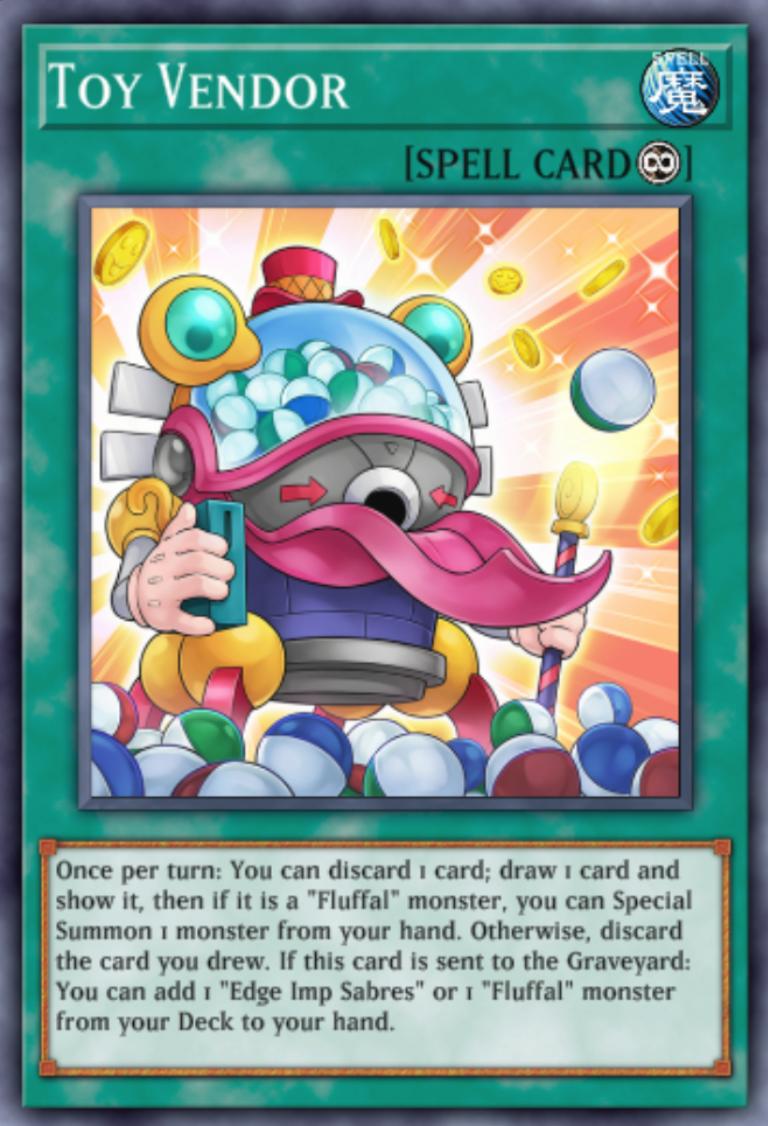 TOY VENDOR
SPELL
魔
[SPELL CARD♾]
Once per turn: You can discard 1 card; draw 1 card and
show it, then if it is a "Fluffal" monster, you can Special
Summon 1 monster from your hand. Otherwise, discard
the card you drew. If this card is sent to the Graveyard:
You can add 1 "Edge Imp Sabres" or 1 "Fluffal" monster
from your Deck to your hand.